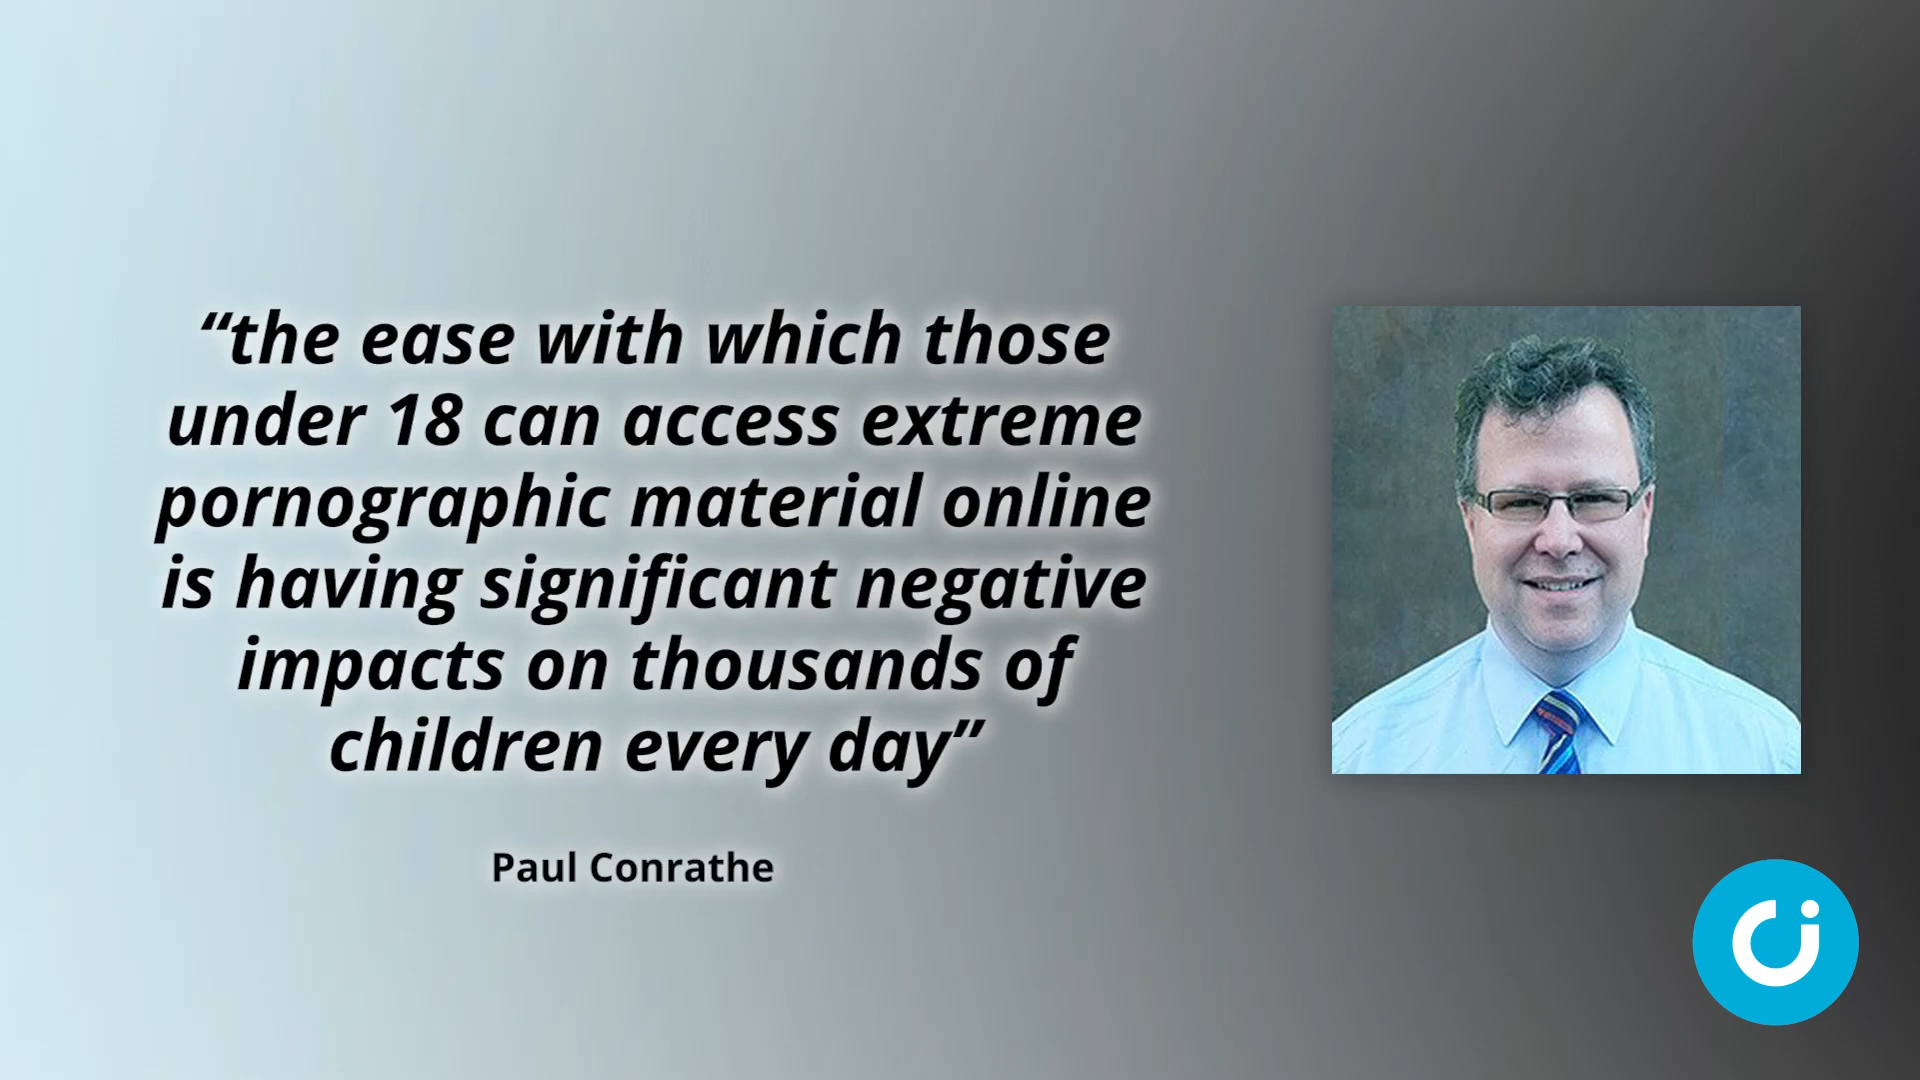 “the ease with which those
under 18 can access extreme
pornographic material online
is having significant negative
impacts on thousands of
children every day”
Paul Conrathe